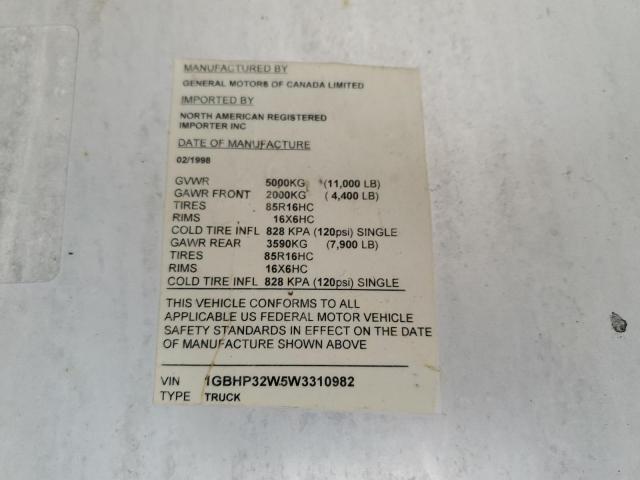 MANUFACTURED BY
GENERAL MOTORS OF CANADA LIMITED
IMPORTED BY
NORTH AMERICAN REGISTERED
IMPORTER INC
DATE OF MANUFACTURE
02/1998
GVWR 5000KG (11,000 LB)
GAWR FRONT 2000KG (4,400 LB)
TIRES 85R16HC
RIMS 16X6HC
COLD TIRE INFL 828 KPA (120psi) SINGLE
GAWR REAR 3590KG (7,900 LB)
TIRES 85R16HC
RIMS 16X6HC
COLD TIRE INFL 828 KPA (120psi) SINGLE
THIS VEHICLE CONFORMS TO ALL
APPLICABLE US FEDERAL MOTOR VEHICLE
SAFETY STANDARDS IN EFFECT ON THE DATE
OF MANUFACTURE SHOWN ABOVE
VIN 1GBHP32W5W3310982
TYPE TRUCK